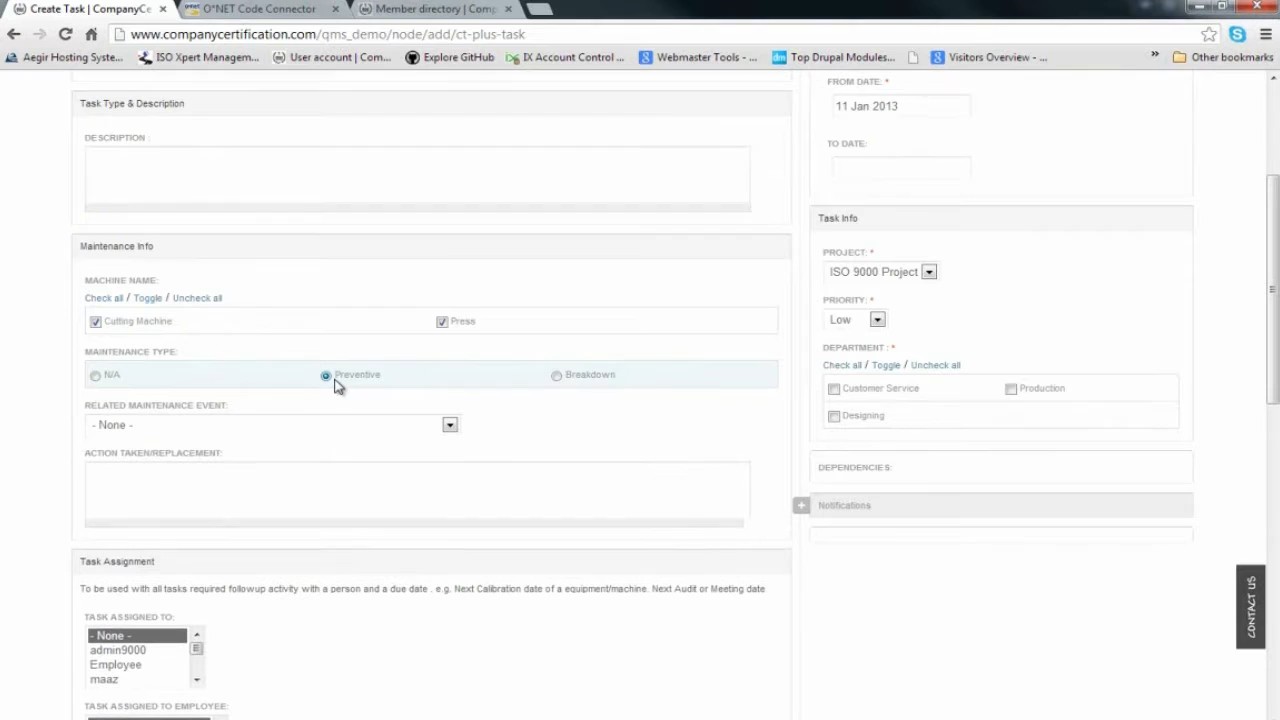 Create Task | CompanyCe
O*NET Code Connector
Member directory | Comp
www.companycertification.com/qms_demo/node/add/ct-plus-task
Aegir Hosting Syste...
ISO Xpert Managem...
User account | Com...
Explore GitHub
IX Account Control ...
Webmaster Tools - ...
Top Drupal Modules...
Visitors Overview - ...
»
Other bookmarks
Task Type & Description
DESCRIPTION :
Maintenance Info
MACHINE NAME:
Check all / Toggle / Uncheck all
Cutting Machine
Press
MAINTENANCE TYPE:
N/A
Preventive
Breakdown
RELATED MAINTENANCE EVENT:
- None -
ACTION TAKEN/REPLACEMENT:
Task Assignment
To be used with all tasks required followup activity with a person and a due date . e.g. Next Calibration date of a equipment/machine. Next Audit or Meeting date
TASK ASSIGNED TO:
- None -
admin9000
Employee
maaz
TASK ASSIGNED TO EMPLOYEE:
FROM DATE: *
11 Jan 2013
TO DATE:
Task Info
PROJECT: *
ISO 9000 Project
PRIORITY: *
Low
DEPARTMENT : *
Check all / Toggle / Uncheck all
Customer Service
Production
Designing
DEPENDENCIES:
Notifications
CONTACT US